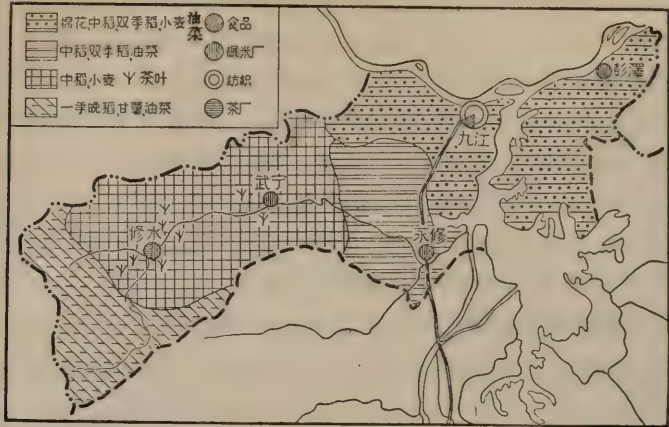 棉花中稻、双季稻、小麦、油菜
食品
中稻、双季稻、油菜
碾米厂
中稻、小麦
茶叶
纺织
一季晚稻、甘薯、油菜
茶厂
彭泽
九江
武宁
修水
永修